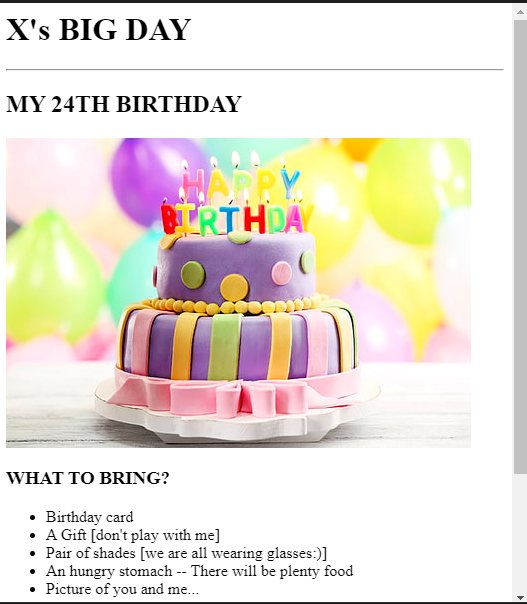 X's BIG DAY
MY 24TH BIRTHDAY
HAPPY
BIRTHDAY
WHAT TO BRING?
Birthday card
A Gift [don't play with me]
Pair of shades [we are all wearing glasses:)]
An hungry stomach -- There will be plenty food
Picture of you and me...